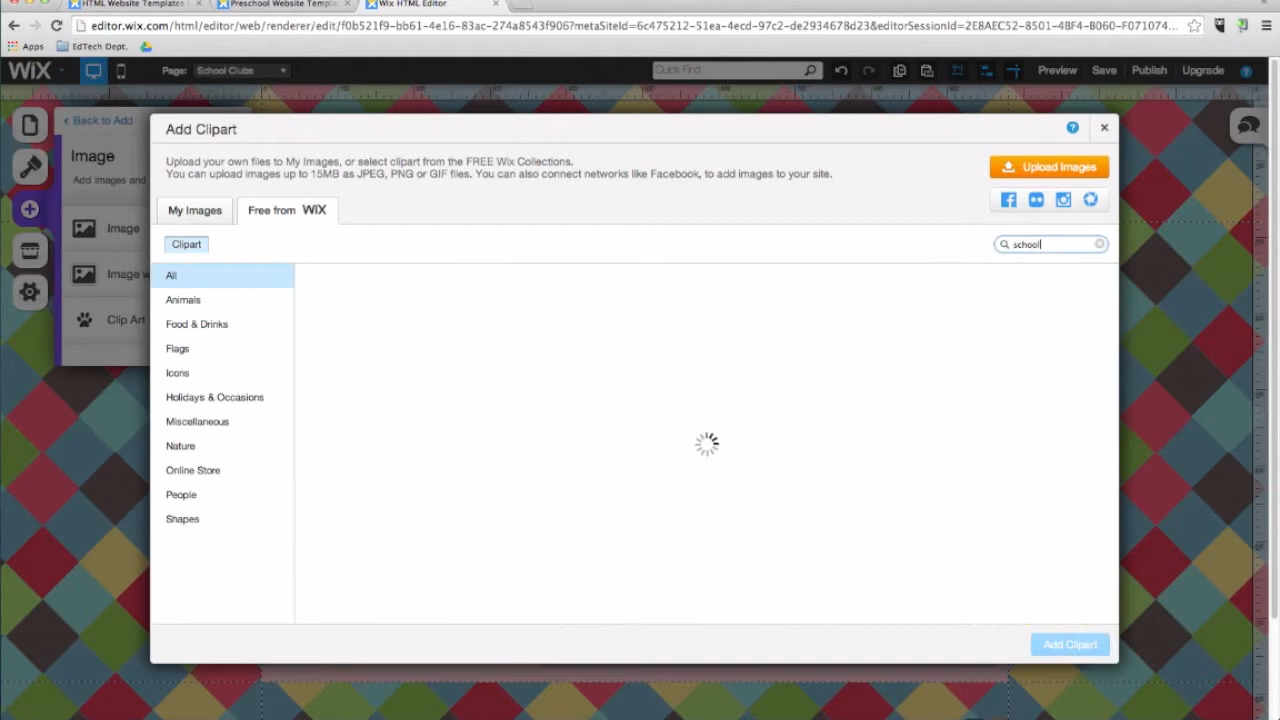 HTML Website Templates
Preschool Website Templa
Wix HTML Editor
editor.wix.com/html/editor/web/renderer/edit/f0b521f9-bb61-4e16-83ac-274a8543f906?metaSiteId=6c475212-51ea-4ecd-97c2-de2934678d23&editorSessionId=2E8AEC52-8501-4BF4-B060-F071074...
Apps
EdTech Dept.
WiX
Page: School Clubs
Quick Find
Preview
Save
Publish
Upgrade
Back to Add
Image
Add images and
Image
Image w
Clip Art
Add Clipart
Upload your own files to My Images, or select clipart from the FREE Wix Collections.
You can upload images up to 15MB as JPEG, PNG or GIF files. You can also connect networks like Facebook, to add images to your site.
Upload Images
My Images
Free from WiX
Clipart
school
All
Animals
Food & Drinks
Flags
Icons
Holidays & Occasions
Miscellaneous
Nature
Online Store
People
Shapes
Add Clipart